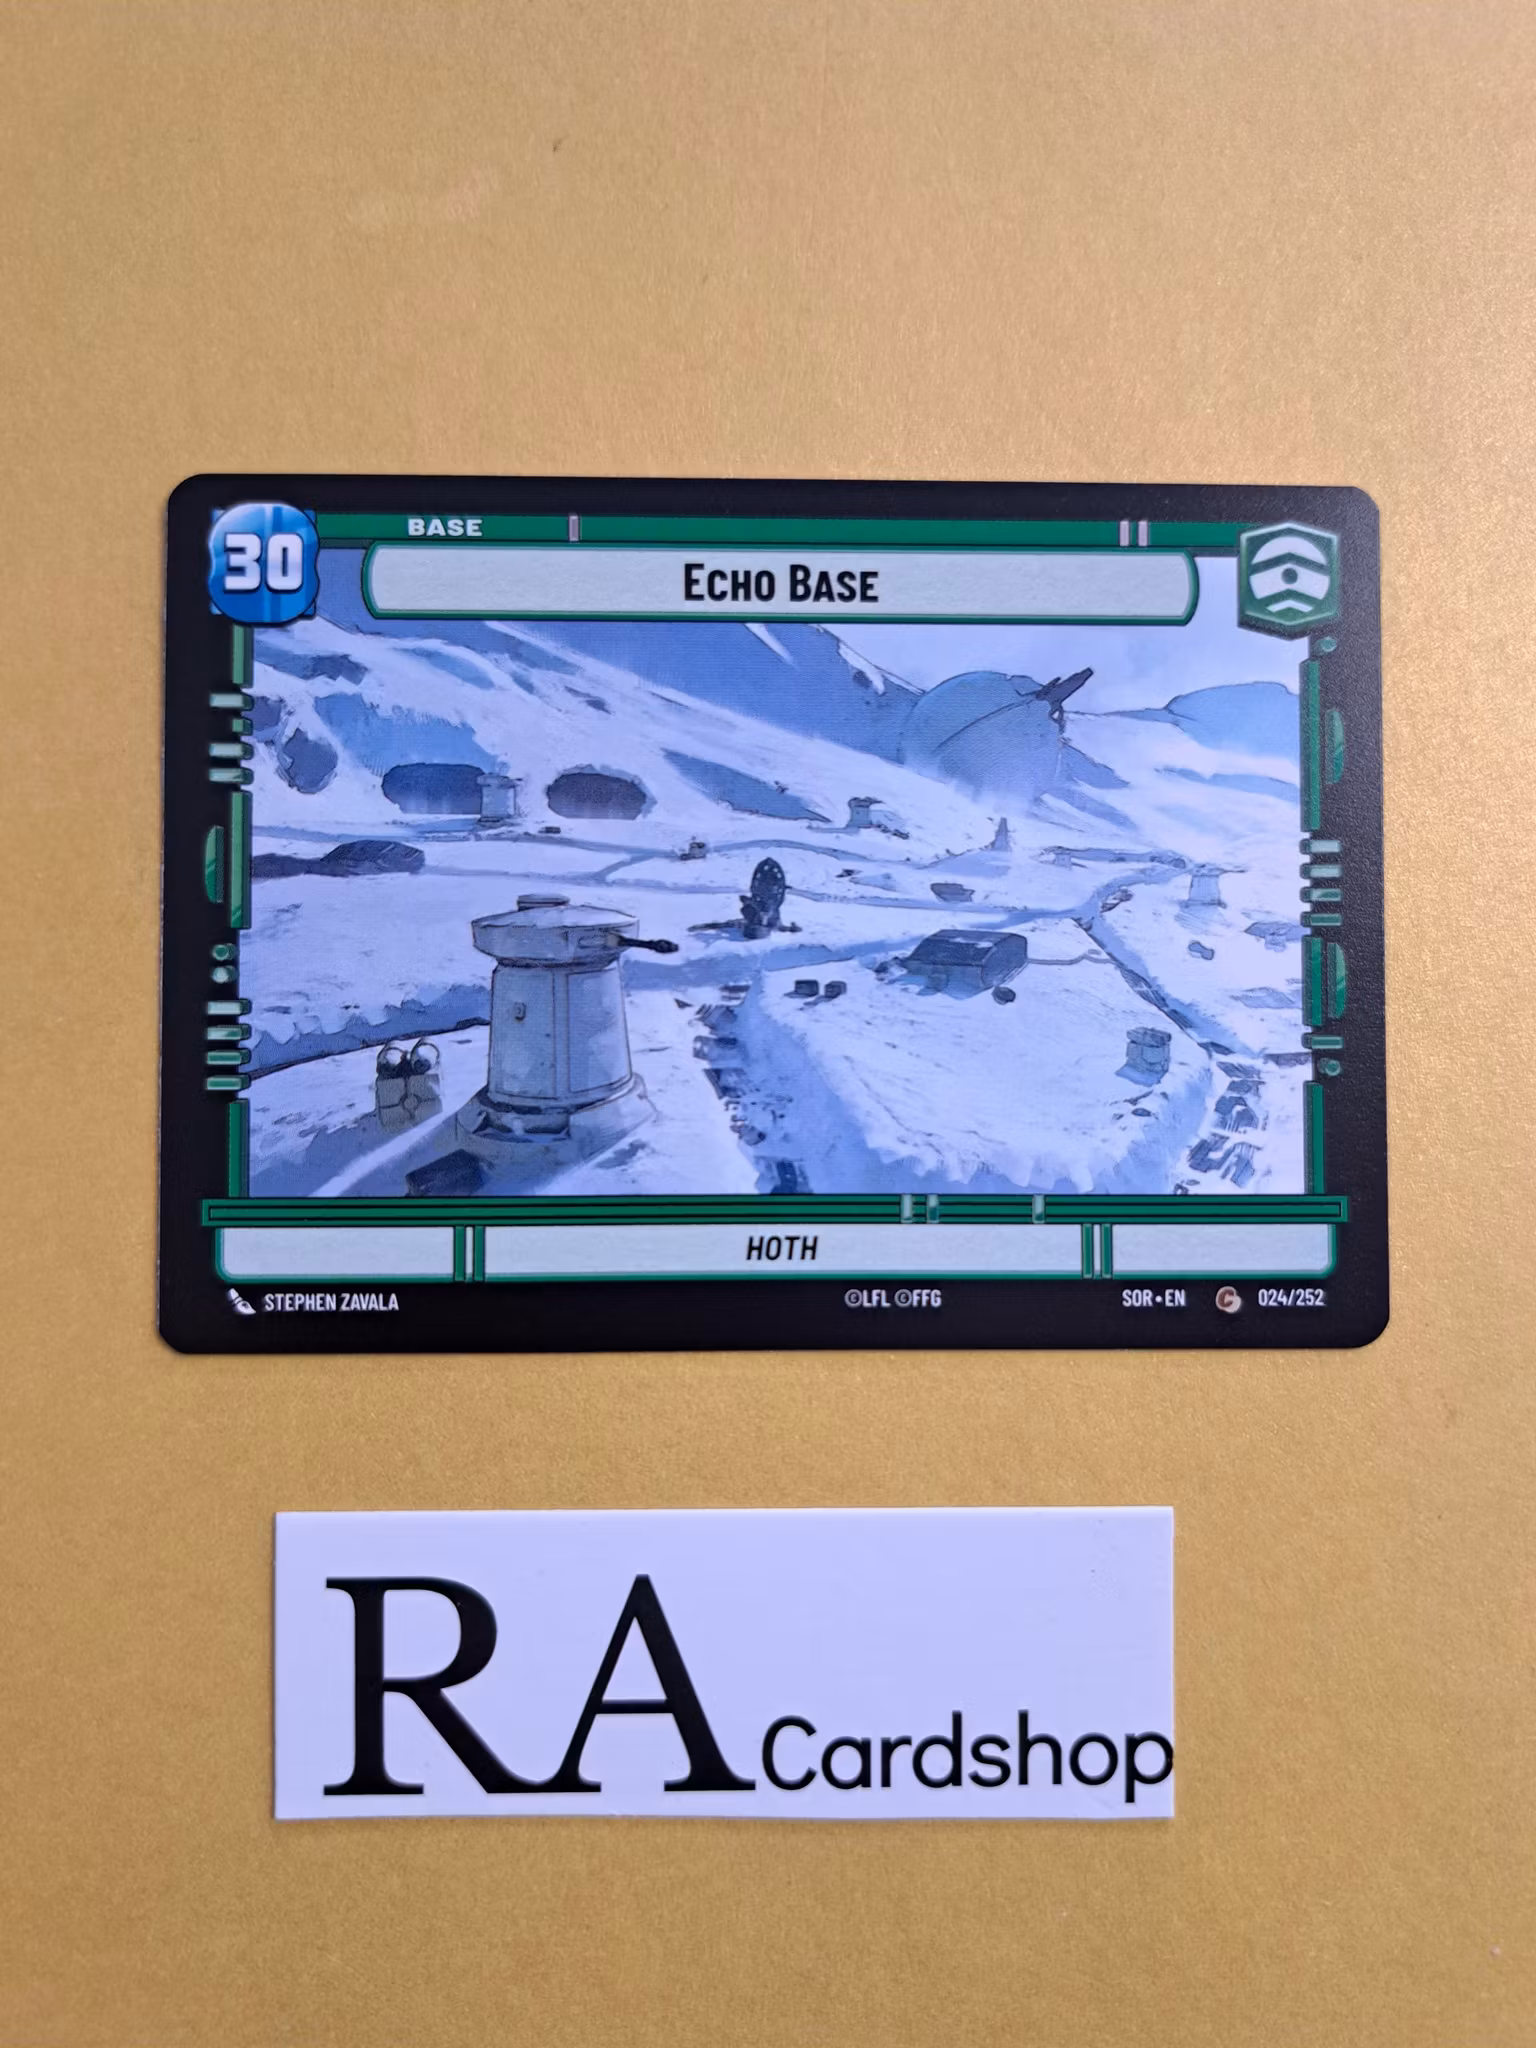 BASE
30
ECHO BASE
HOTH
STEPHEN ZAVALA
©LFL ©FFG
SOR•EN
C
024/252
RA Cardshop